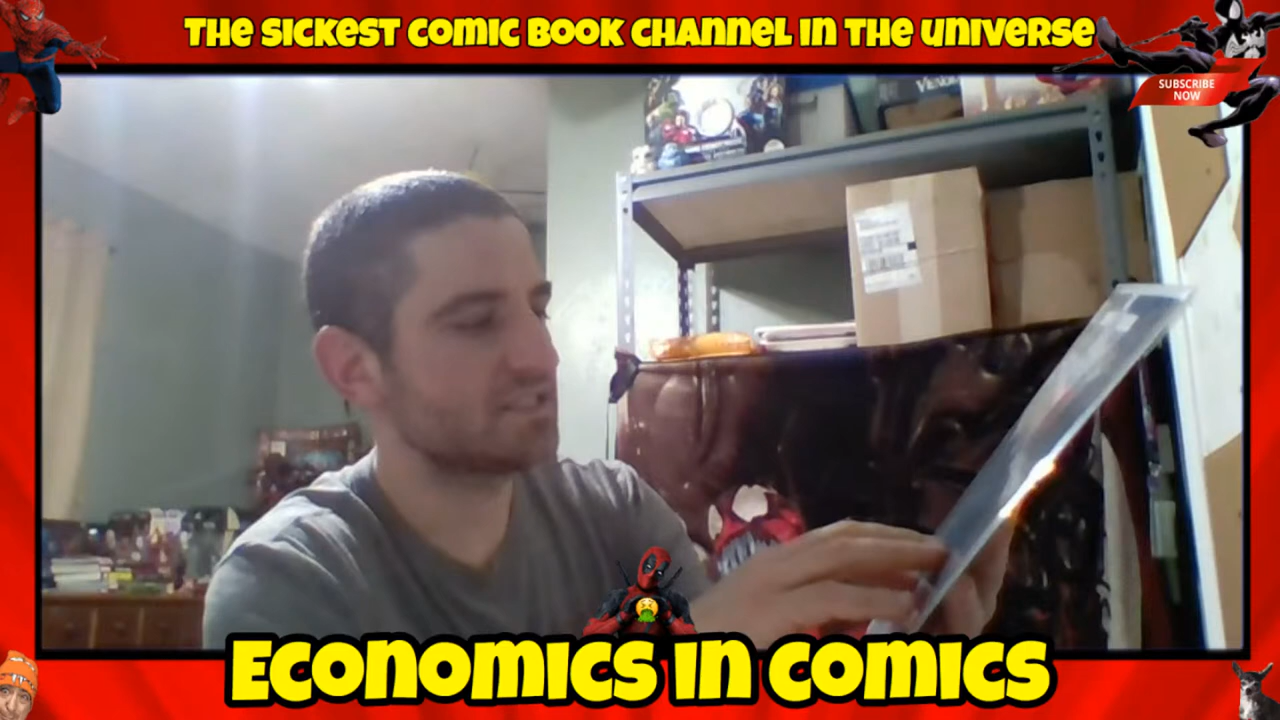 THE SICKEST COMIC BOOK CHANNEL IN THE UNIVERSE
SUBSCRIBE
NOW
ECONOMICS IN COMICS